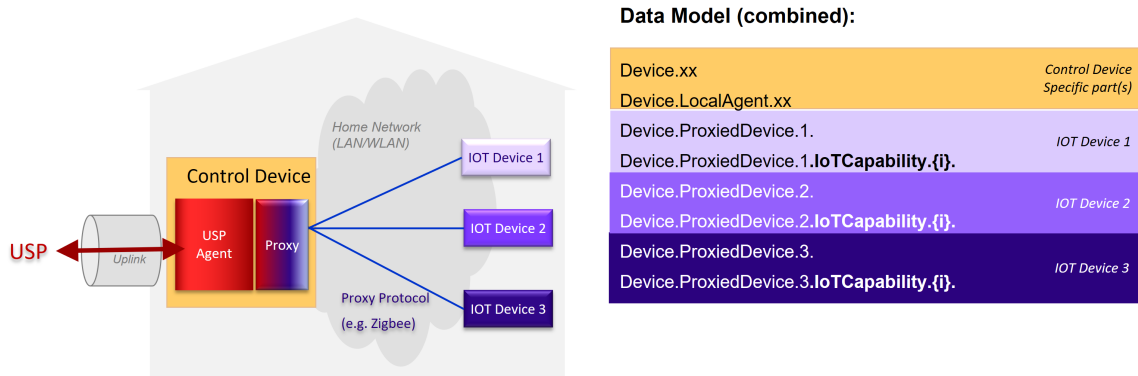 Home Network
(LAN/WLAN)
IOT Device 1
Control Device
USP
Agent
Proxy
IOT Device 2
USP
Uplink
Proxy Protocol
(e.g. Zigbee)
IOT Device 3
Data Model (combined):
Device.xx
Control Device
Specific part(s)
Device.LocalAgent.xx
Device.ProxiedDevice.1.
IOT Device 1
Device.ProxiedDevice.1.IoTCapability.{i}.
Device.ProxiedDevice.2.
IOT Device 2
Device.ProxiedDevice.2.IoTCapability.{i}.
Device.ProxiedDevice.3.
IOT Device 3
Device.ProxiedDevice.3.IoTCapability.{i}.